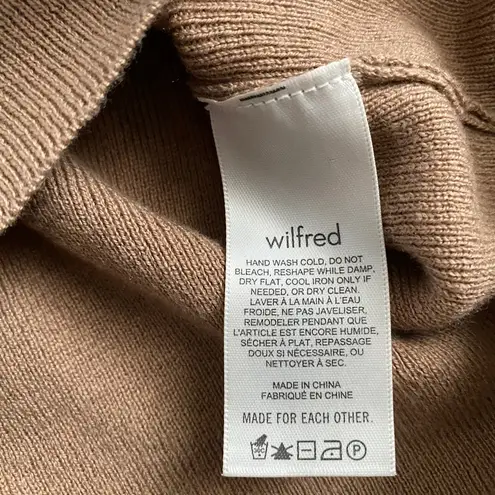 wilfred
HAND WASH COLD, DO NOT
BLEACH, RESHAPE WHILE DAMP,
DRY FLAT, COOL IRON ONLY IF
NEEDED, OR DRY CLEAN.
LAVER À LA MAIN À L'EAU
FROIDE, NE PAS JAVELISER,
REMODELER PENDANT QUE
L'ARTICLE EST ENCORE HUMIDE,
SÉCHER À PLAT, REPASSAGE
DOUX SI NÉCESSAIRE, OU
NETTOYER À SEC.
MADE IN CHINA
FABRIQUÉ EN CHINE
MADE FOR EACH OTHER.
30C P